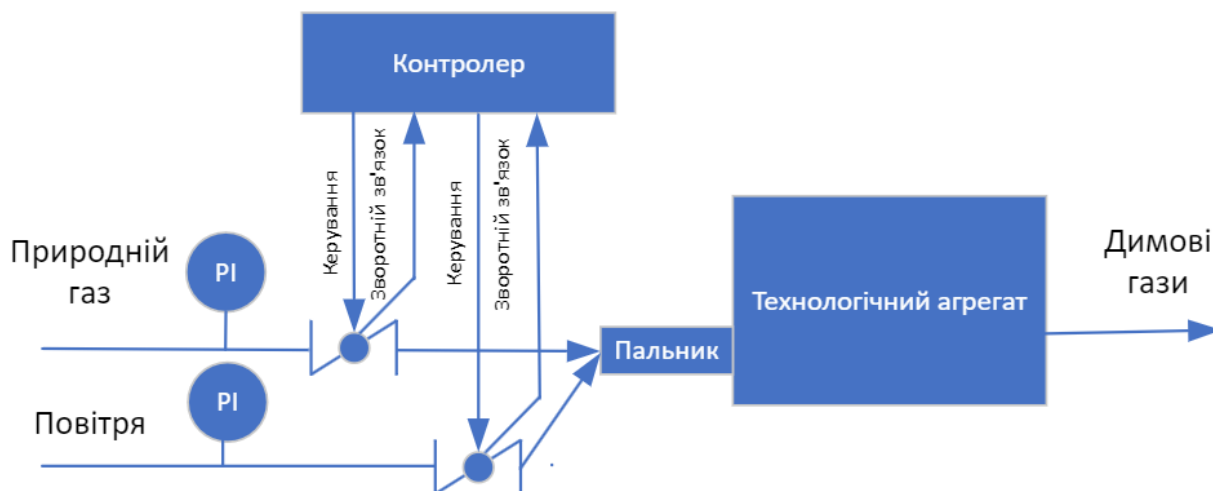 Контролер
Керування
Зворотній зв'язок
Керування
Зворотній зв'язок
Природній
газ
PI
Повітря
PI
Пальник
Технологічний агрегат
Димові
гази